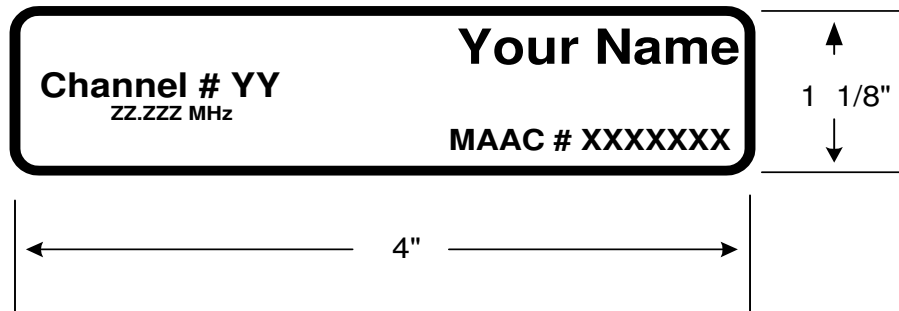 Your Name
Channel # YY
ZZ.ZZZ MHz
MAAC # XXXXXXX
1 1/8"
4"